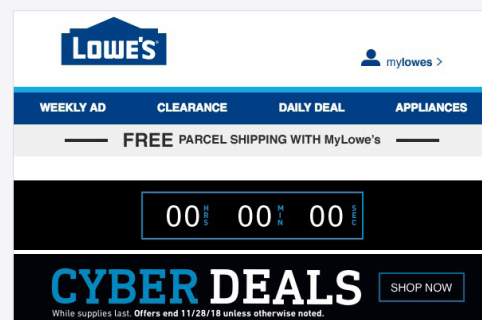 LOWE'S
mylowes >
WEEKLY AD CLEARANCE DAILY DEAL APPLIANCES
FREE PARCEL SHIPPING WITH MyLowe's
00 HRS 00 MIN 00 SEC
CYBER DEALS SHOP NOW
While supplies last. Offers end 11/28/18 unless otherwise noted.